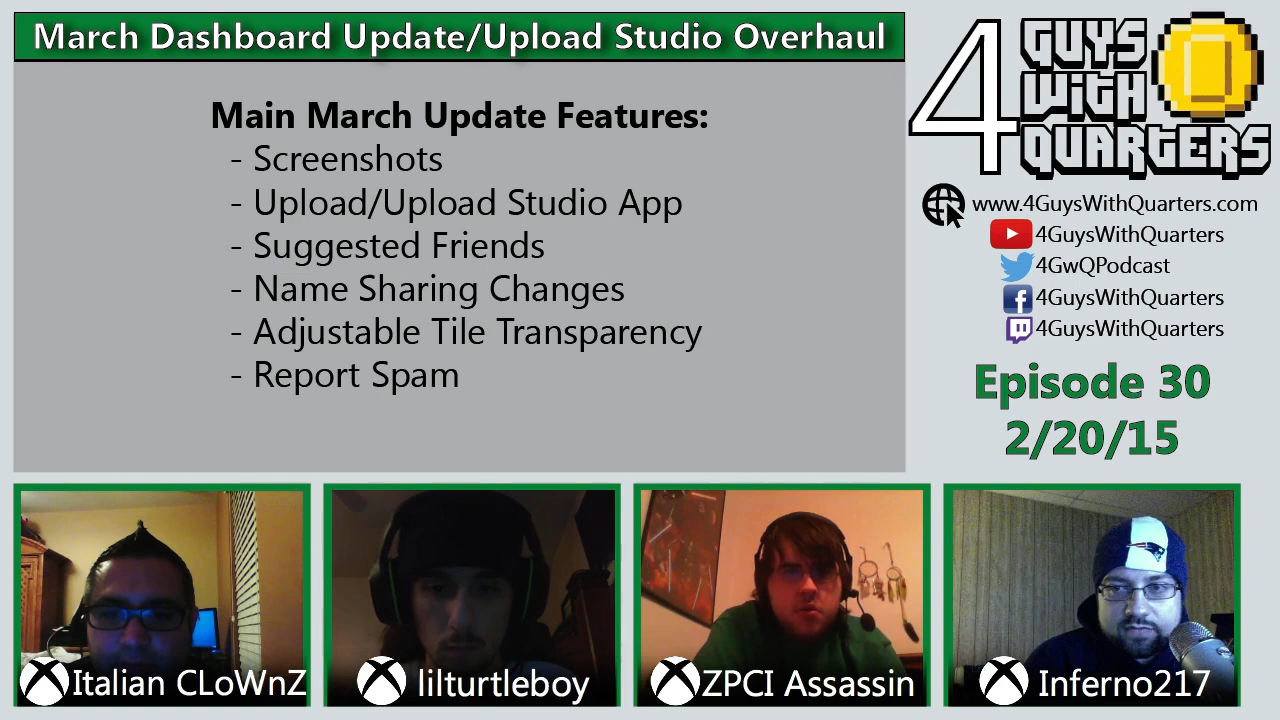 March Dashboard Update/Upload Studio Overhaul
Main March Update Features:
- Screenshots
- Upload/Upload Studio App
- Suggested Friends
- Name Sharing Changes
- Adjustable Tile Transparency
- Report Spam
4 GUYS
WiTH
QUARTERS
www.4GuysWithQuarters.com
4GuysWithQuarters
4GwQPodcast
4GuysWithQuarters
4GuysWithQuarters
Episode 30
2/20/15
Italian CLoWnZ
lilturtleboy
ZPCI Assassin
Inferno217